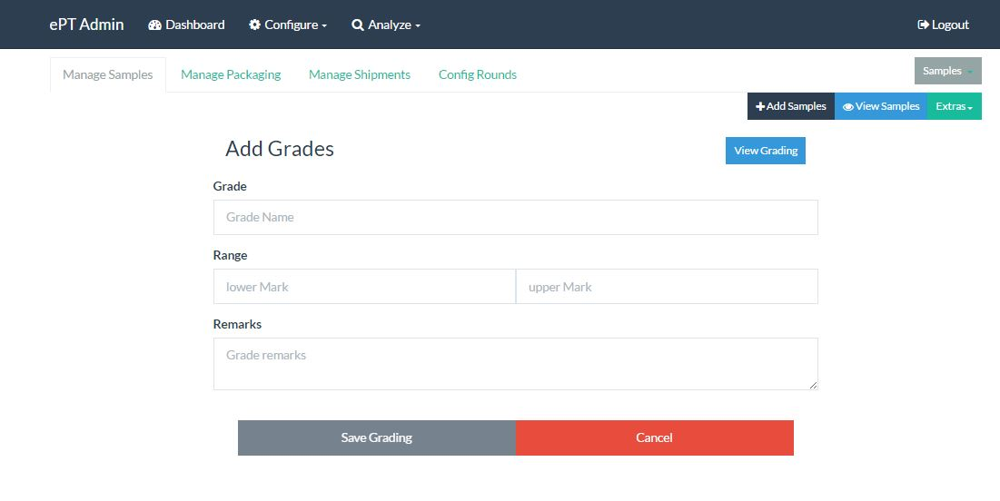 ePT Admin Dashboard Configure Analyze Logout
Manage Samples Manage Packaging Manage Shipments Config Rounds Samples
Add Samples View Samples Extras
Add Grades View Grading
Grade
Grade Name
Range
lower Mark upper Mark
Remarks
Grade remarks
Save Grading Cancel